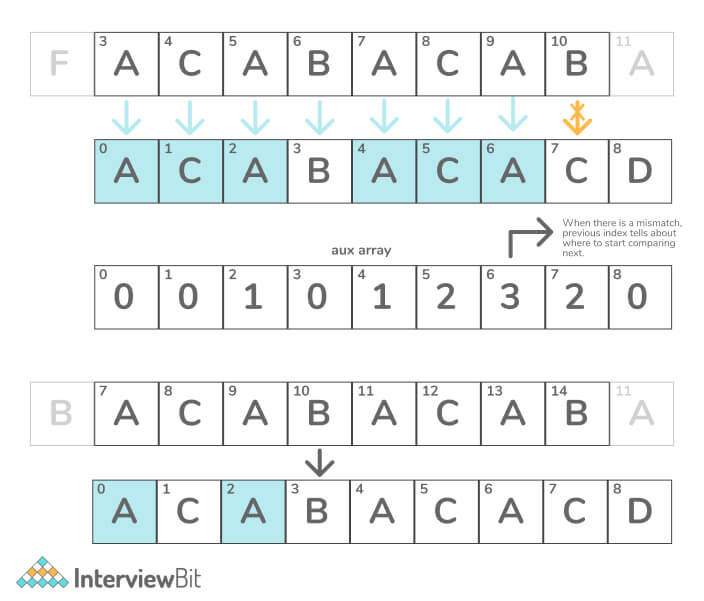 3 4 5 6 7 8 9 10 11
F A C A B A C A B A
0 1 2 3 4 5 6 7 8
A C A B A C A C D
When there is a mismatch,
previous index tells about
where to start comparing
next.
aux array
0 1 2 3 4 5 6 7 8
0 0 1 0 1 2 3 2 0
7 8 9 10 11 12 13 14 11
B A C A B A C A B A
0 1 2 3 4 5 6 7 8
A C A B A C A C D
InterviewBit